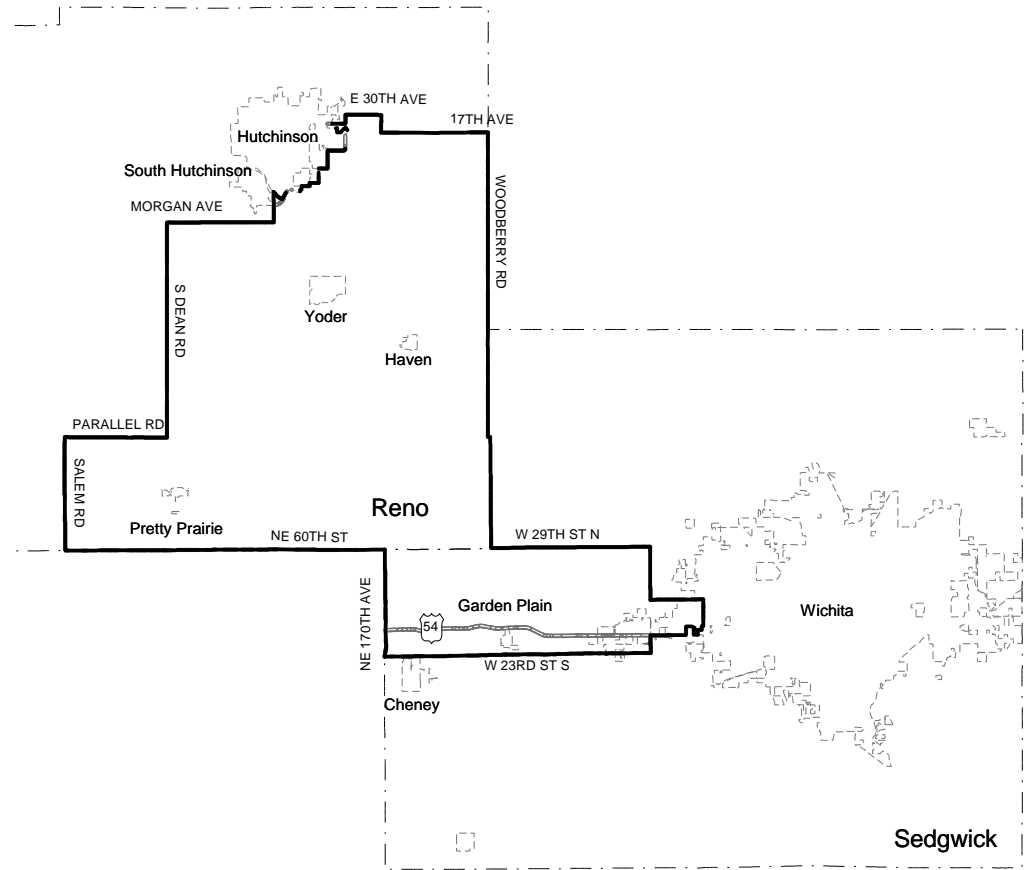 E 30TH AVE
17TH AVE
Hutchinson
South Hutchinson
MORGAN AVE
WOODBERRY RD
S DEAN RD
Yoder
Haven
PARALLEL RD
SALEM RD
Reno
Pretty Prairie
NE 60TH ST
W 29TH ST N
NE 170TH AVE
Garden Plain
Wichita
54
W 23RD ST S
Cheney
Sedgwick